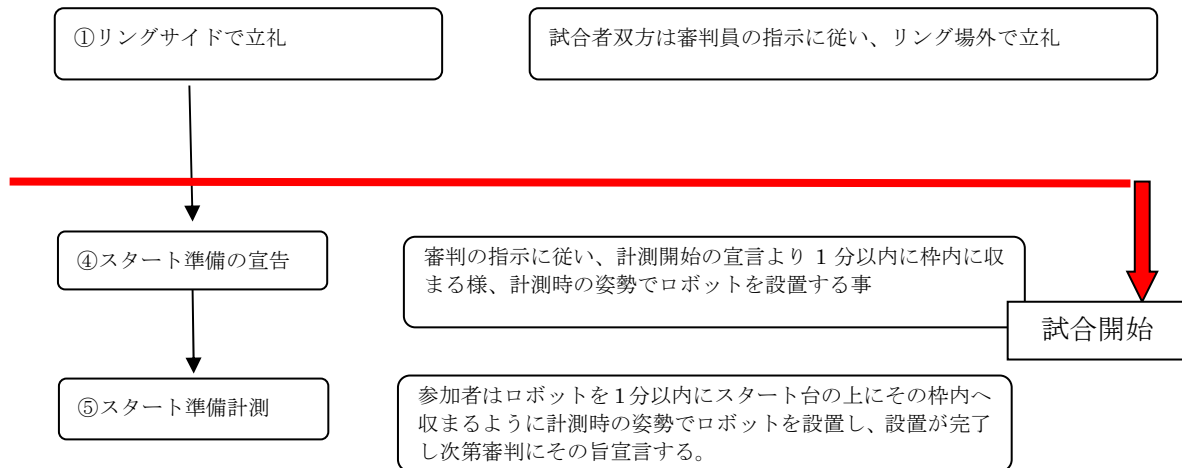 ①リングサイドで立礼
試合者双方は審判員の指示に従い、リング場外で立礼
④スタート準備の宣告
審判の指示に従い、計測開始の宣言より 1 分以内に枠内に収
まる様、計測時の姿勢でロボットを設置する事
試合開始
⑤スタート準備計測
参加者はロボットを 1 分以内にスタート台の上にその枠内へ
収まるように計測時の姿勢でロボットを設置し、設置が完了
し次第審判にその旨宣言する。